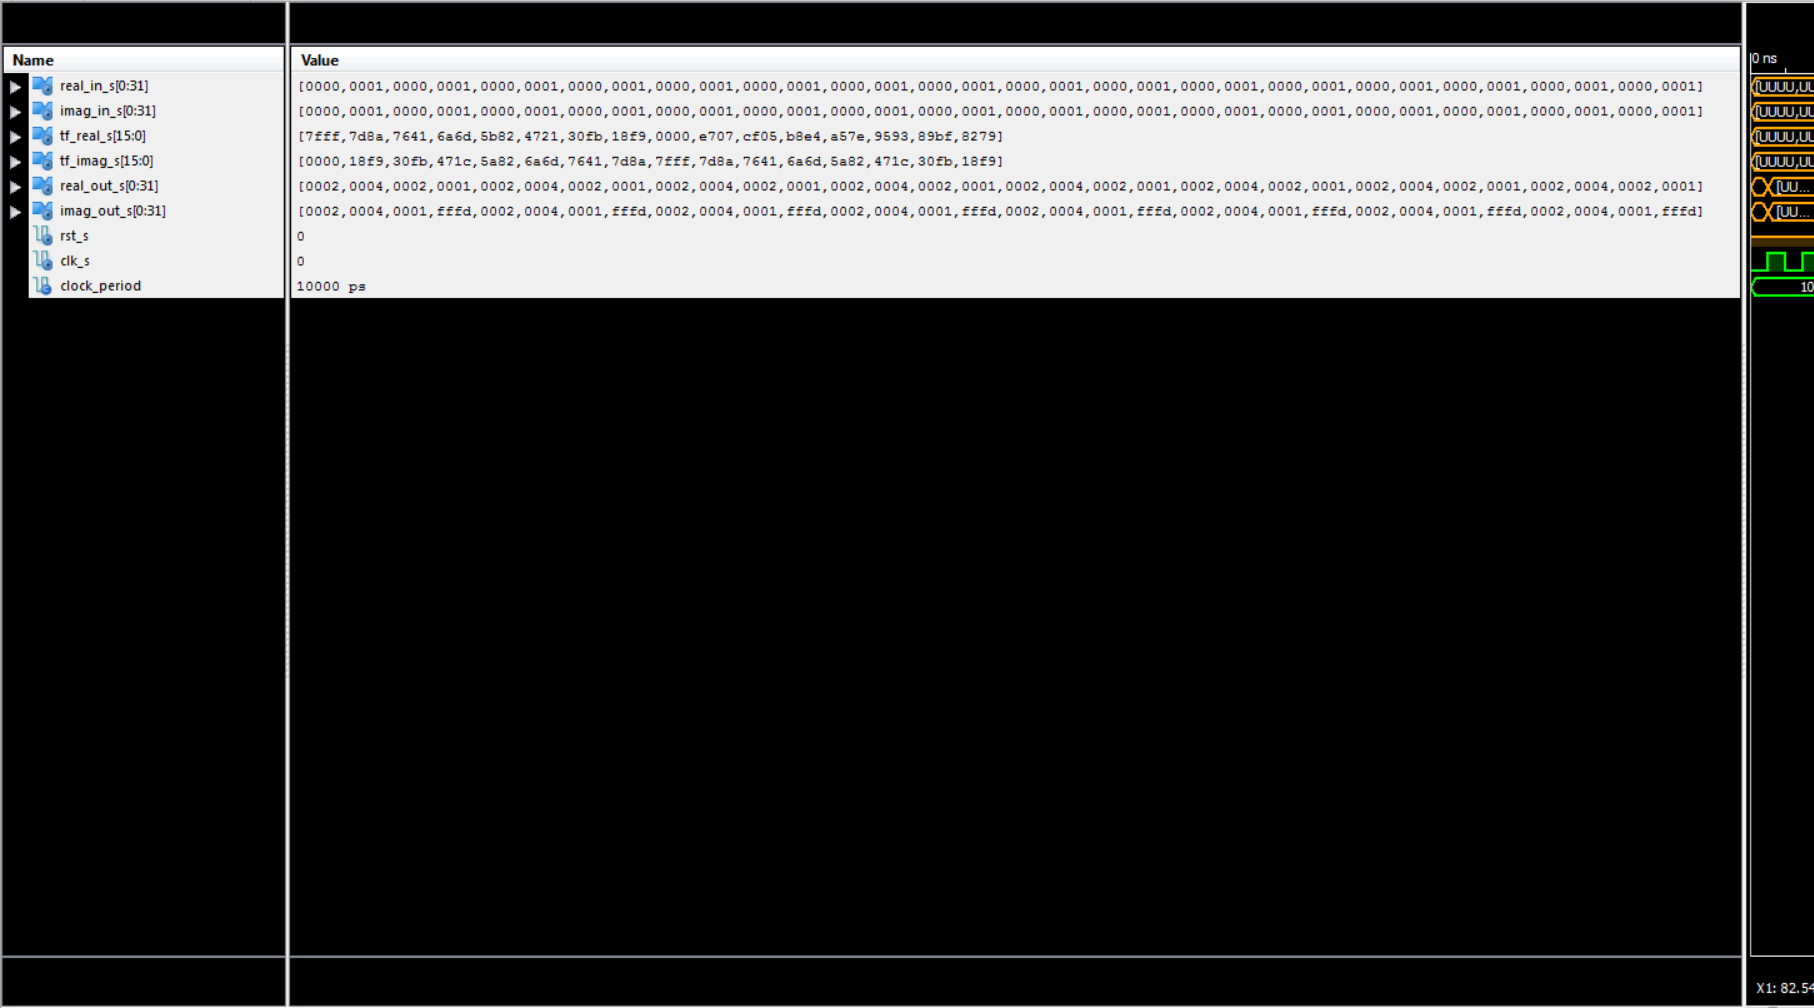 Name Value
0 ns
real_in_s[0:31] [0000,0001,0000,0001,0000,0001,0000,0001,0000,0001,0000,0001,0000,0001,0000,0001,0000,0001,0000,0001,0000,0001,0000,0001,0000,0001,0000,0001,0000,0001,0000,0001] [UUUU,UU
imag_in_s[0:31] [0000,0001,0000,0001,0000,0001,0000,0001,0000,0001,0000,0001,0000,0001,0000,0001,0000,0001,0000,0001,0000,0001,0000,0001,0000,0001,0000,0001,0000,0001,0000,0001] [UUUU,UU
tf_real_s[15:0] [7fff,7d8a,7641,6a6d,5b82,4721,30fb,18f9,0000,e707,cf05,b8e4,a57e,9593,89bf,8279] [UUUU,UU
tf_imag_s[15:0] [0000,18f9,30fb,471c,5a82,6a6d,7641,7d8a,7fff,7d8a,7641,6a6d,5a82,471c,30fb,18f9] [UUUU,UU
real_out_s[0:31] [0002,0004,0002,0001,0002,0004,0002,0001,0002,0004,0002,0001,0002,0004,0002,0001,0002,0004,0002,0001,0002,0004,0002,0001,0002,0004,0002,0001,0002,0004,0002,0001] [UU...
imag_out_s[0:31] [0002,0004,0001,fffd,0002,0004,0001,fffd,0002,0004,0001,fffd,0002,0004,0001,fffd,0002,0004,0001,fffd,0002,0004,0001,fffd,0002,0004,0001,fffd,0002,0004,0001,fffd] [UU...
rst_s 0
clk_s 0
clock_period 10000 ps 10
X1: 82.54